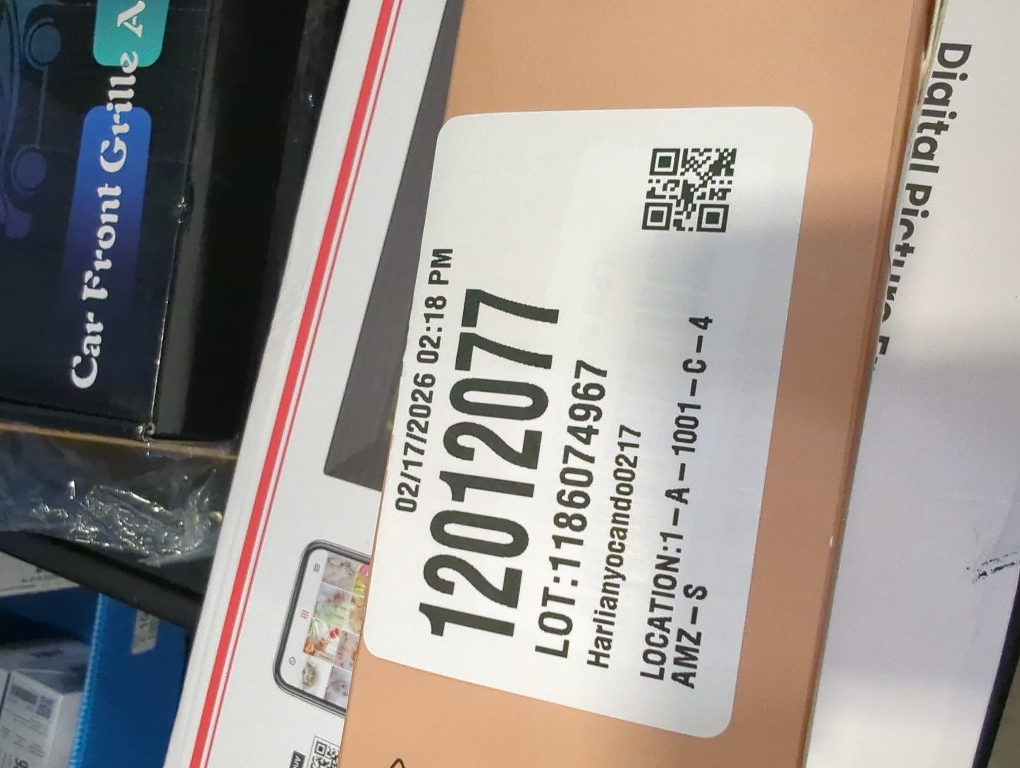 Car Front Grille
02/17/2026 02:18 PM
12012077
LOT:1186074967
Harlianyocando0217
LOCATION:1-A-1001-C-4
AMZ-S
Digital Picture